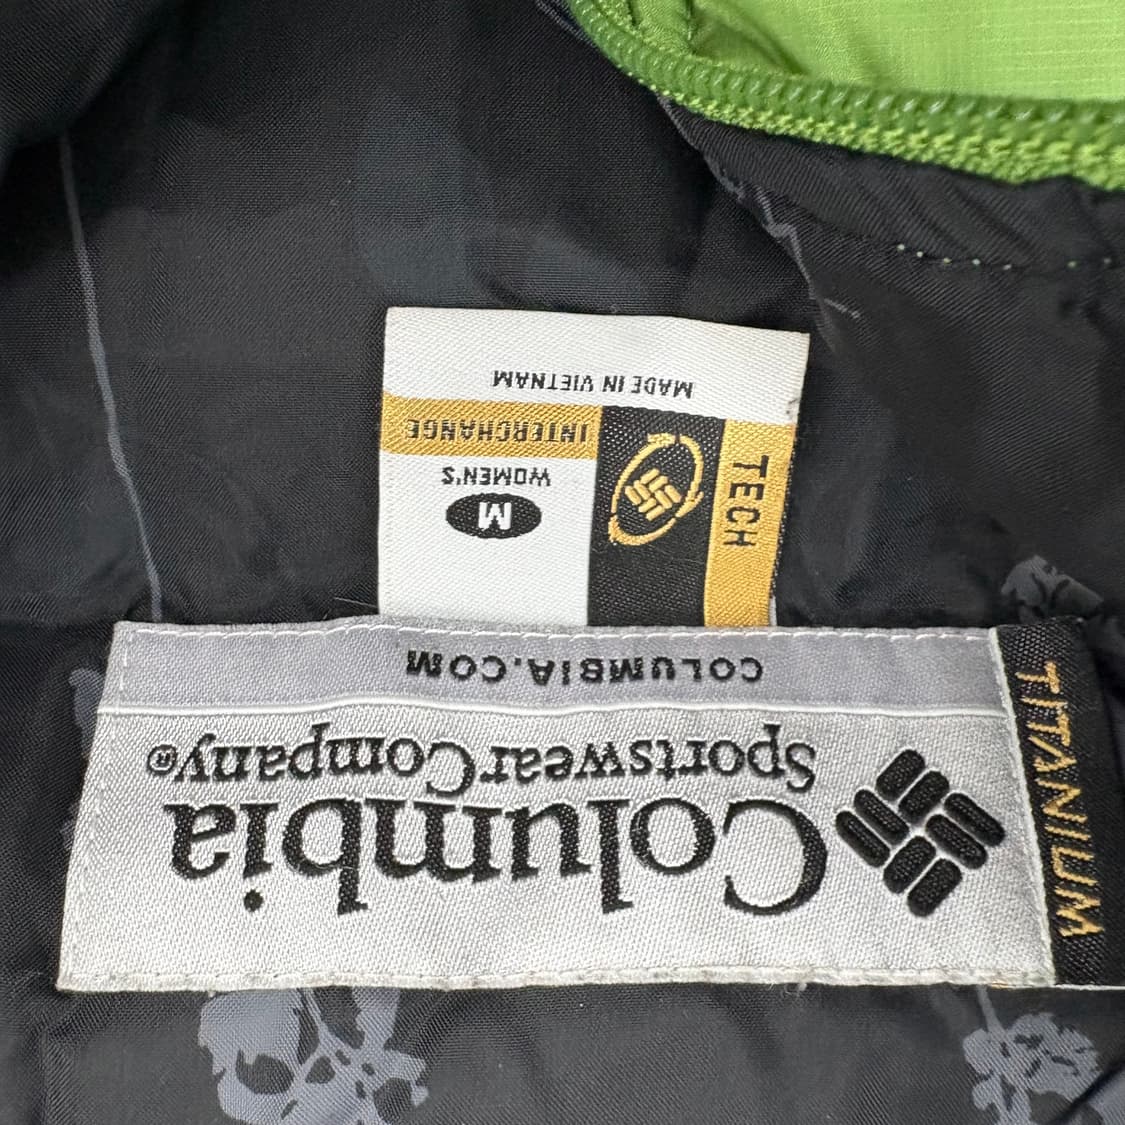 TITANIUM
Columbia
Sportswear Company®
COLUMBIA.COM
TECH
M
WOMEN'S
INTERCHANGE
MADE IN VIETNAM